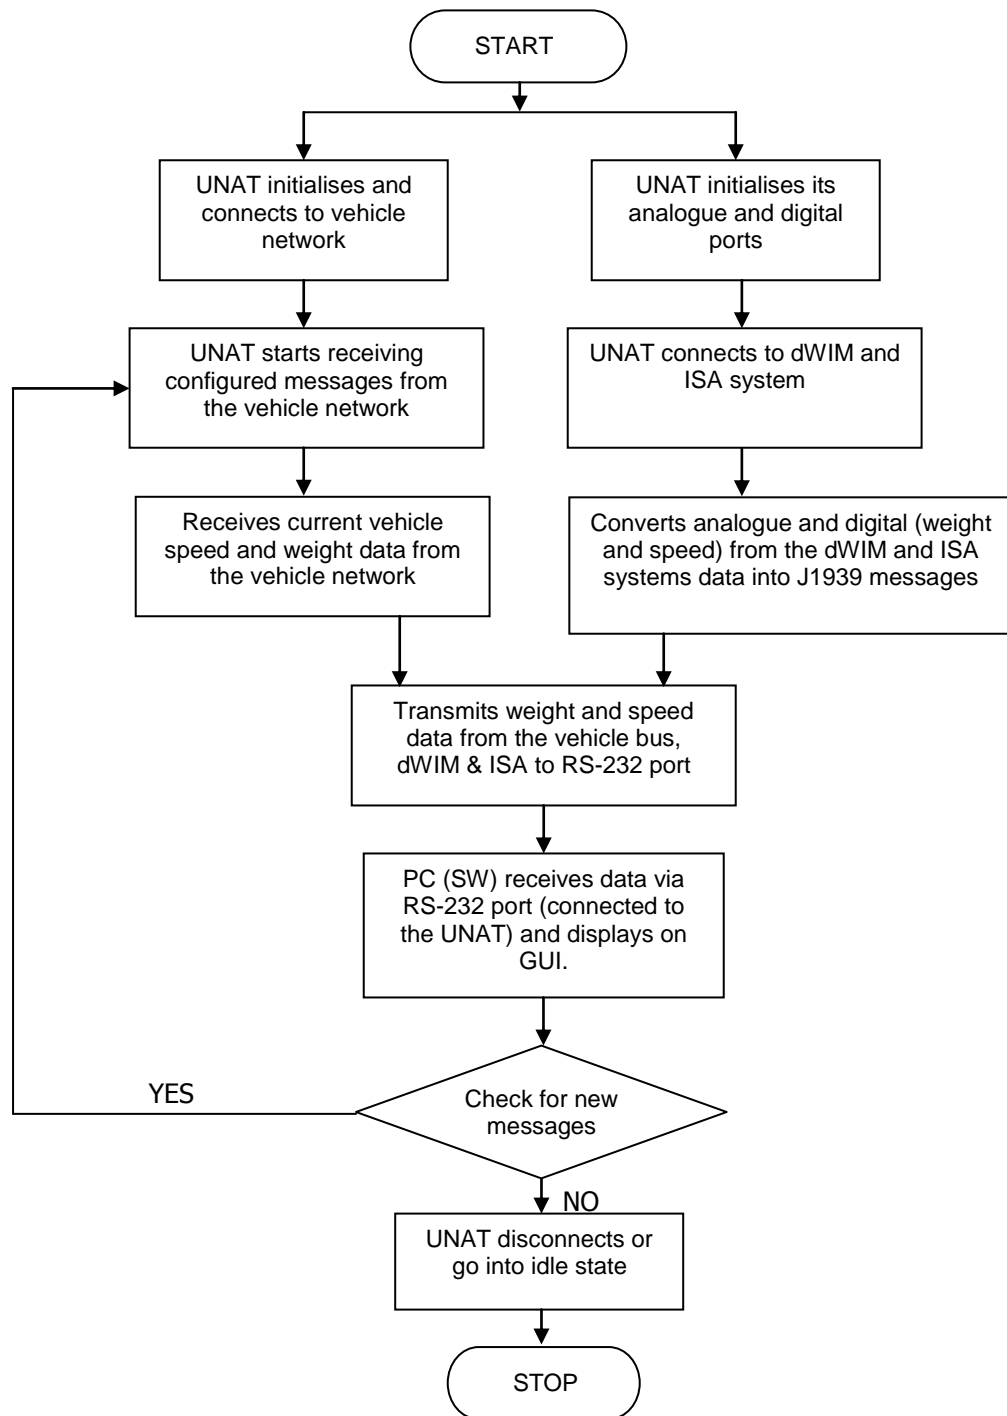 START
UNAT initialises and
connects to vehicle
network
UNAT initialises its
analogue and digital
ports
UNAT starts receiving
configured messages from
the vehicle network
UNAT connects to dWIM and
ISA system
Receives current vehicle
speed and weight data from
the vehicle network
Converts analogue and digital (weight
and speed) from the dWIM and ISA
systems data into J1939 messages
Transmits weight and speed
data from the vehicle bus,
dWIM & ISA to RS-232 port
PC (SW) receives data via
RS-232 port (connected to
the UNAT) and displays on
GUI.
YES
Check for new
messages
NO
UNAT disconnects or
go into idle state
STOP